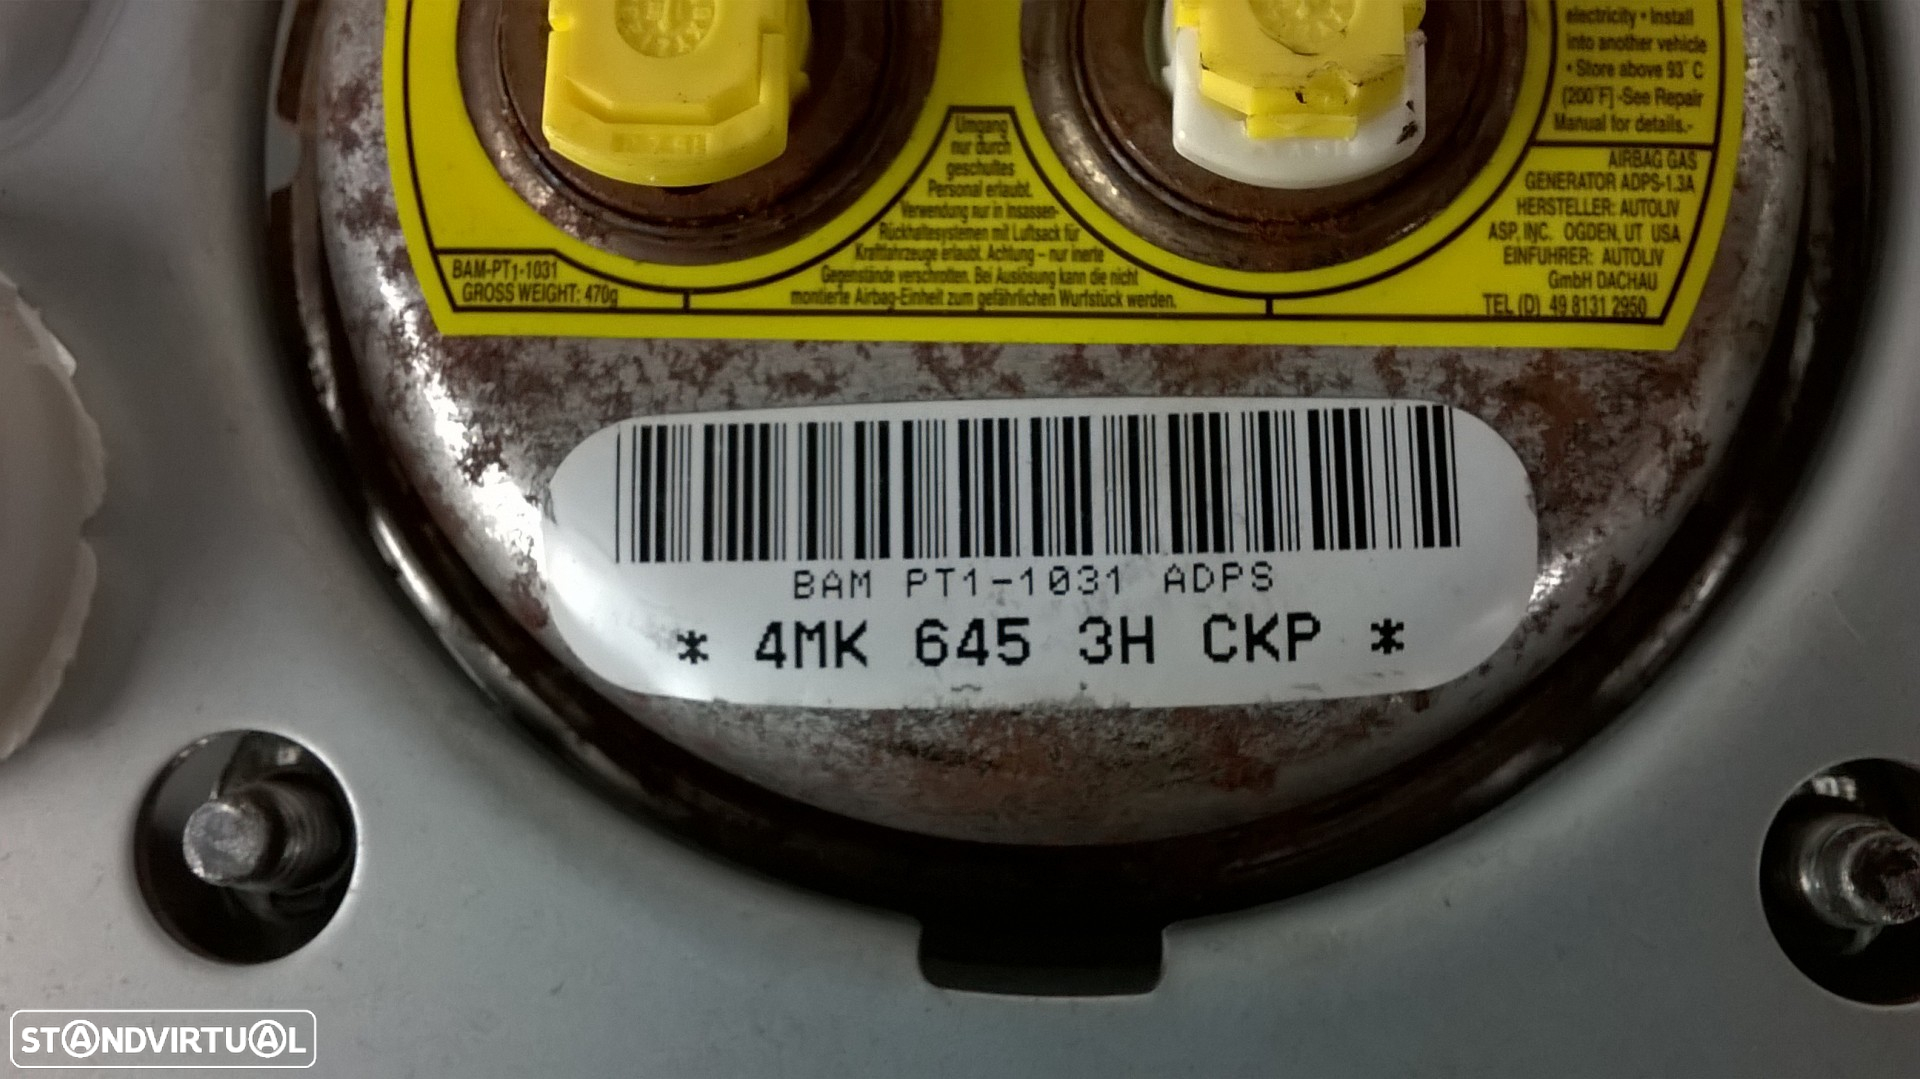 electricity • Install
into another vehicle
• Store above 93° C
[200°F] -See Repair
Manual for details.-
Umgang
nur durch
geschultes
Personal erlaubt.
Verwendung nur in Insassen-
Rückhaltesystemen mit Luftsack für
Kraftfahrzeuge erlaubt. Achtung – nur inerte
Gegenstände verschrotten. Bei Auslösung kann die nicht
montierte Airbag-Einheit zum gefährlichen Wurfstück werden.
AIRBAG GAS
GENERATOR ADPS-1.3A
HERSTELLER: AUTOLIV
ASP, INC. OGDEN, UT USA
EINFUHRER: AUTOLIV
GmbH DACHAU
TEL (D) 49 8131 2950
BAM-PT1-1031
GROSS WEIGHT: 470g
BAM PT1-1031 ADPS
* 4MK 645 3H CKP *
STANDVIRTUAL